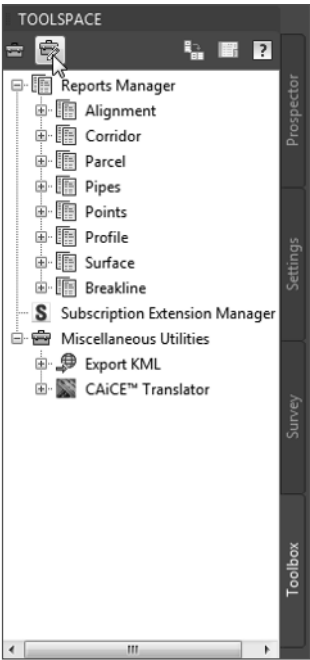 TOOLSPACE
?
Reports Manager
Alignment
Corridor
Parcel
Pipes
Points
Profile
Surface
Breakline
S Subscription Extension Manager
Miscellaneous Utilities
Export KML
CAiCE™ Translator
Prospector
Settings
Survey
Toolbox